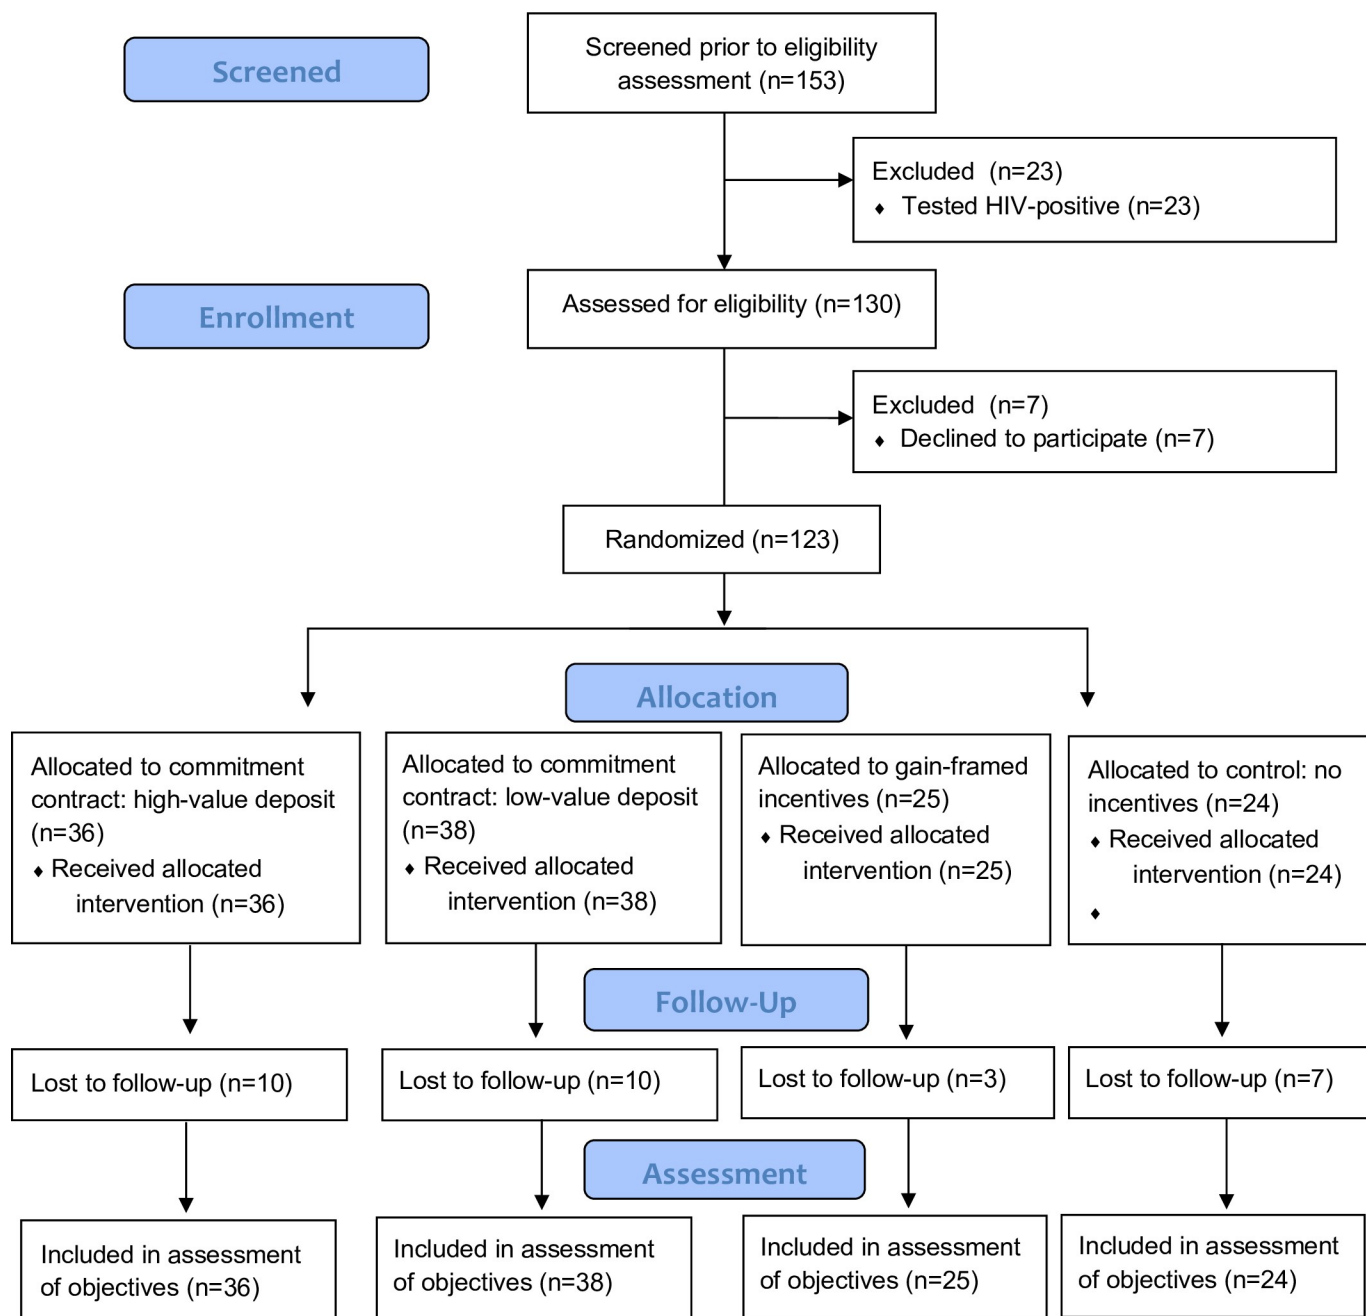 Screened
Screened prior to eligibility
assessment (n=153)
Excluded (n=23)
♦ Tested HIV-positive (n=23)
Enrollment
Assessed for eligibility (n=130)
Excluded (n=7)
♦ Declined to participate (n=7)
Randomized (n=123)
Allocation
Allocated to commitment
contract: high-value deposit
(n=36)
♦ Received allocated
intervention (n=36)
Allocated to commitment
contract: low-value deposit
(n=38)
♦ Received allocated
intervention (n=38)
Allocated to gain-framed
incentives (n=25)
♦ Received allocated
intervention (n=25)
Allocated to control: no
incentives (n=24)
♦ Received allocated
intervention (n=24)
♦
Follow-Up
Lost to follow-up (n=10)
Lost to follow-up (n=10)
Lost to follow-up (n=3)
Lost to follow-up (n=7)
Assessment
Included in assessment
of objectives (n=36)
Included in assessment
of objectives (n=38)
Included in assessment
of objectives (n=25)
Included in assessment
of objectives (n=24)